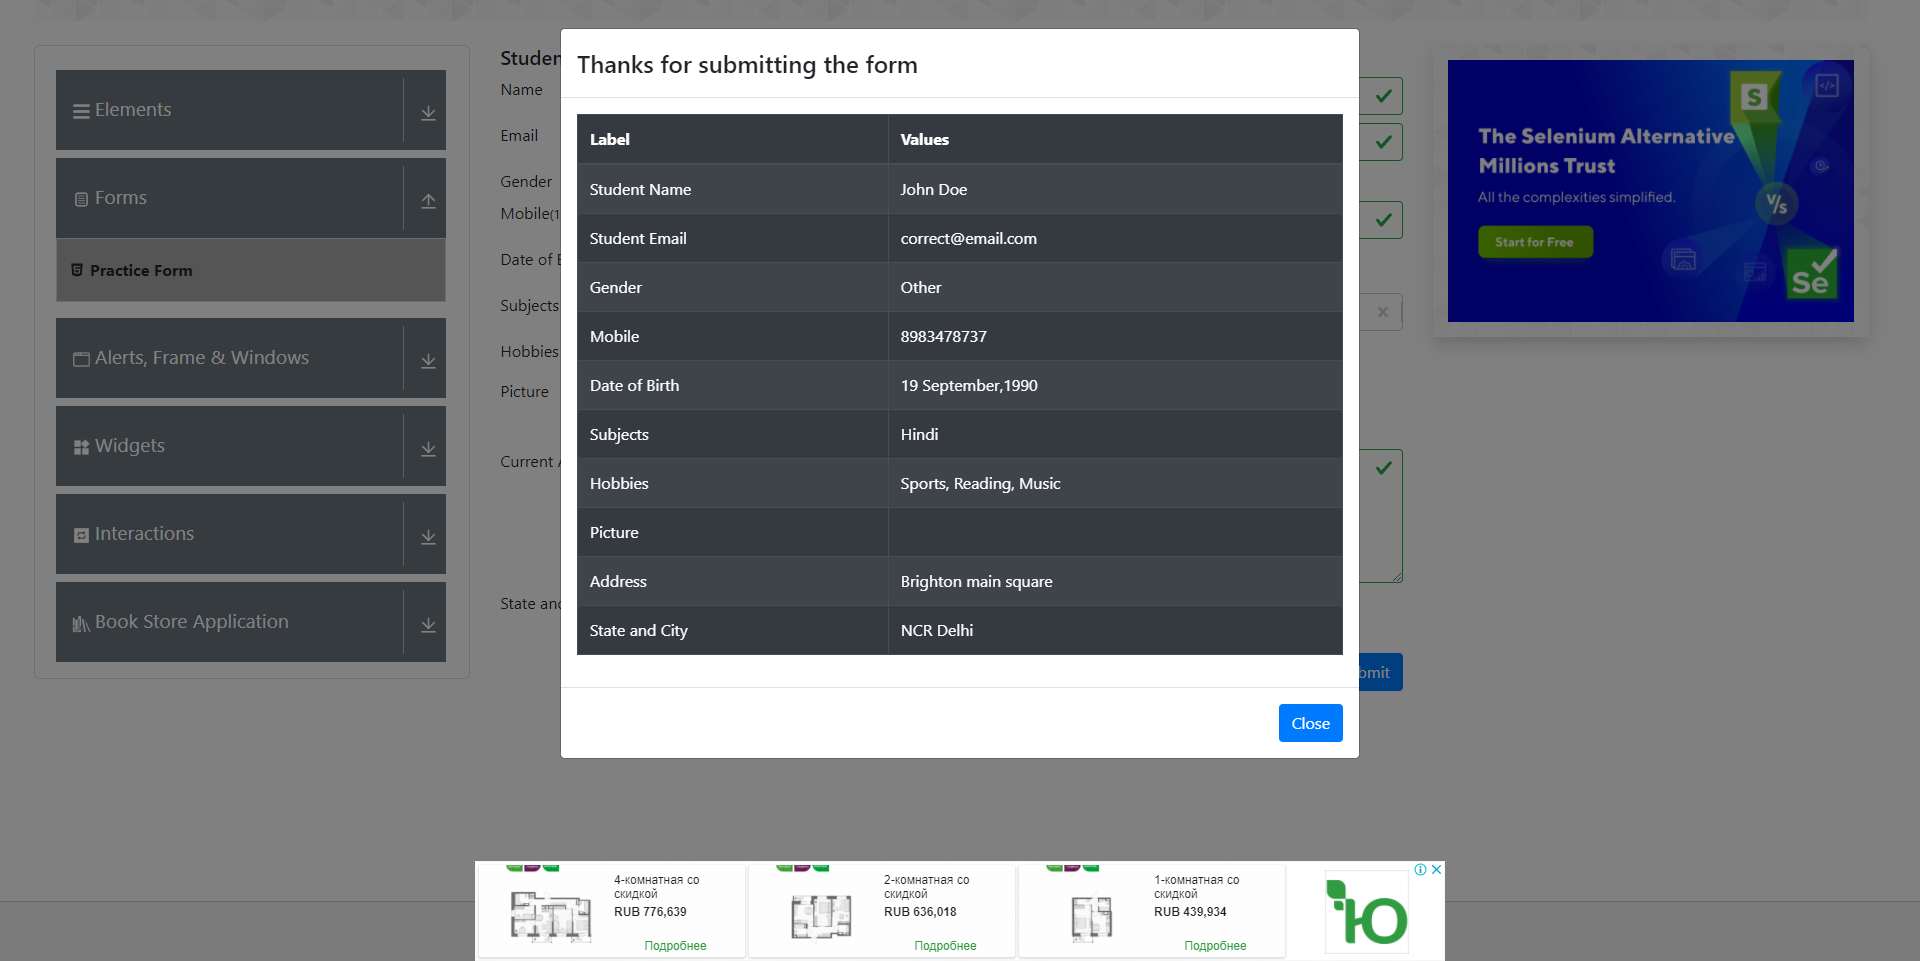 Elements
Forms
Practice Form
Alerts, Frame & Windows
Widgets
Interactions
Book Store Application
Name
Email
Gender
Date of
Subjects
Hobbies
Picture
Current
State
Thanks for submitting the form
Label Values
Student Name John Doe
Student Email correct@email.com
Gender Other
Mobile 8983478737
Date of Birth 19 September,1990
Subjects Hindi
Hobbies Sports, Reading, Music
Picture
Address Brighton main square
State and City NCR Delhi
Close
S
</>
The Selenium Alternative
Millions Trust
All the complexities simplified.
V/s
Start for Free
Se
4-комнатная со
скидкой
RUB 776,639
Подробнее
2-комнатная со
скидкой
RUB 636,018
Подробнее
1-комнатная со
скидкой
RUB 439,934
Подробнее
Ю